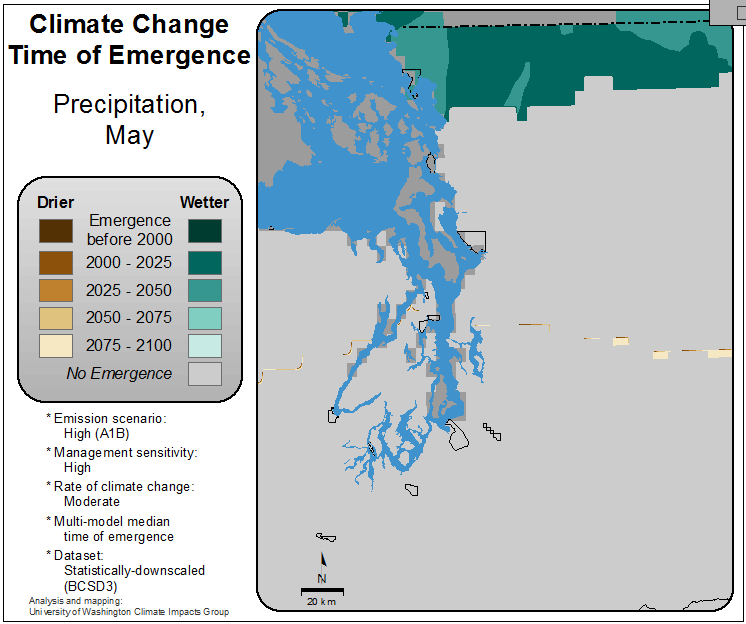 Climate Change
Time of Emergence
Precipitation,
May
Drier
Wetter
Emergence
before 2000
2000 - 2025
2025 - 2050
2050 - 2075
2075 - 2100
No Emergence
* Emission scenario:
High (A1B)
* Management sensitivity:
High
* Rate of climate change:
Moderate
* Multi-model median
time of emergence
* Dataset:
Statistically-downscaled
(BCSD3)
Analysis and mapping:
University of Washington Climate Impacts Group
N
20 km